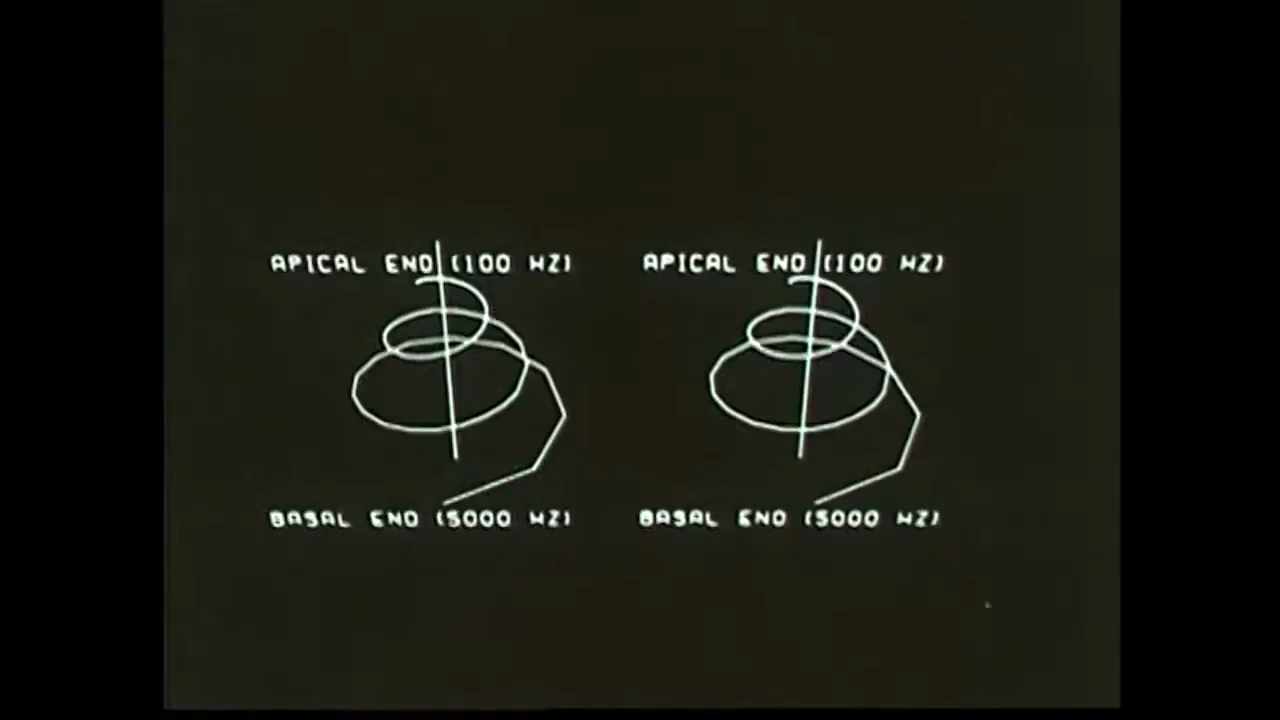 APICAL END (100 HZ) APICAL END (100 HZ)
BASAL END (5000 HZ) BASAL END (5000 HZ)